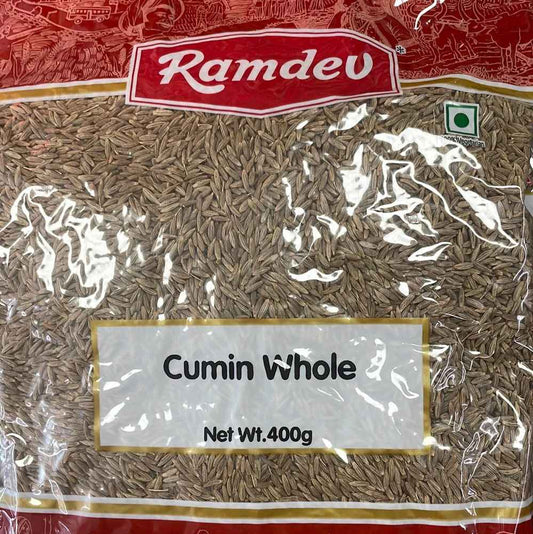 Ramdev
Cumin Whole
Net Wt.400g